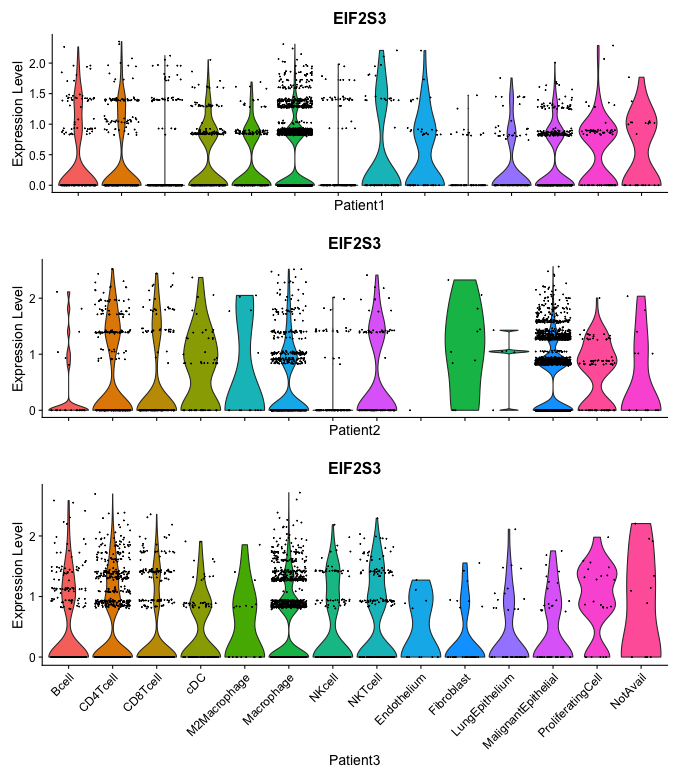 EIF2S3
Expression Level
2.0
1.5
1.0
0.5
0.0
Patient1
EIF2S3
Expression Level
2
1
0
Patient2
EIF2S3
Expression Level
2
1
0
Bcell
CD4Tcell
CD8Tcell
cDC
M2Macrophage
Macrophage
NKcell
NKTcell
Endothelium
Fibroblast
LungEpithelium
MalignantEpithelial
ProliferatingCell
NotAvail
Patient3